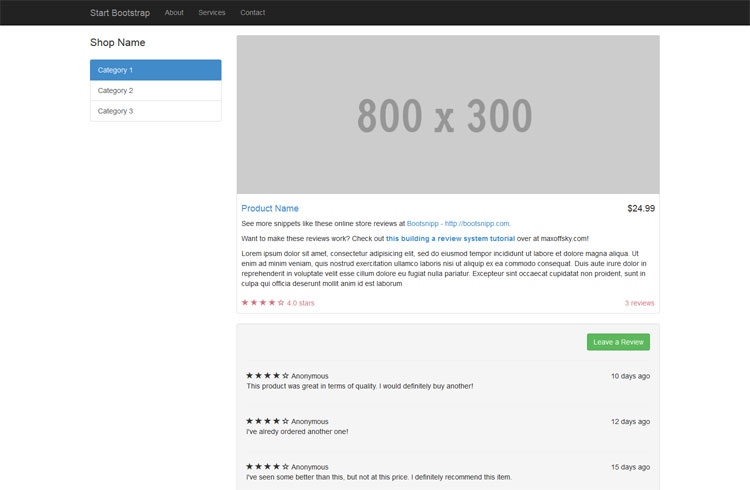 Start Bootstrap About Services Contact
Shop Name
Category 1
Category 2
Category 3
800 x 300
Product Name $24.99
See more snippets like these online store reviews at Bootsnipp - http://bootsnipp.com.
Want to make these reviews work? Check out this building a review system tutorial over at maxoffsky.com!
Lorem ipsum dolor sit amet, consectetur adipisicing elit, sed do eiusmod tempor incididunt ut labore et dolore magna aliqua. Ut
enim ad minim veniam, quis nostrud exercitation ullamco laboris nisi ut aliquip ex ea commodo consequat. Duis aute irure dolor in
reprehenderit in voluptate velit esse cillum dolore eu fugiat nulla pariatur. Excepteur sint occaecat cupidatat non proident, sunt in
culpa qui officia deserunt mollit anim id est laborum
★ ★ ★ ★ ☆ 4.0 stars 3 reviews
Leave a Review
★ ★ ★ ★ ☆ Anonymous 10 days ago
This product was great in terms of quality. I would definitely buy another!
★ ★ ★ ★ ☆ Anonymous 12 days ago
I've alredy ordered another one!
★ ★ ★ ★ ☆ Anonymous 15 days ago
I've seen some better than this, but not at this price. I definitely recommend this item.